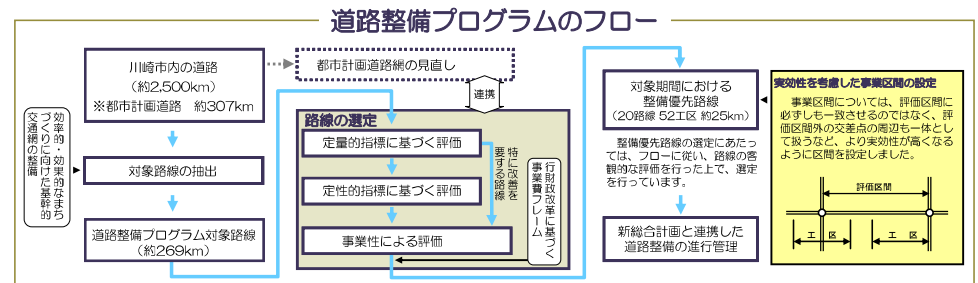 道路整備プログラムのフロー
川崎市内の道路
(約2,500km)
※都市計画道路 約307km
都市計画道路網の見直し
連携
効率的・効果的なまち
づくりに向けた基幹的
交通網の整備
対象路線の抽出
道路整備プログラム対象路線
(約269km)
路線の選定
定量的指標に基づく評価
定性的指標に基づく評価
事業性による評価
特に改善を
要する路線
行財政改革に基づく
事業費フレーム
対象期間における
整備優先路線
(20路線 52工区 約25km)
整備優先路線の選定にあたっ
ては、フローに従い、路線の客
観的な評価を行った上で、選定
を行っています。
新総合計画と連携した
道路整備の進行管理
実効性を考慮した事業区間の設定
事業区間については、評価区間に
必ずしも一致させるのではなく、評
価区間外の交差点の周辺も一体とし
て扱うなど、より実効性が高くなる
ように区間を設定しました。
評価区間
工 区
工 区